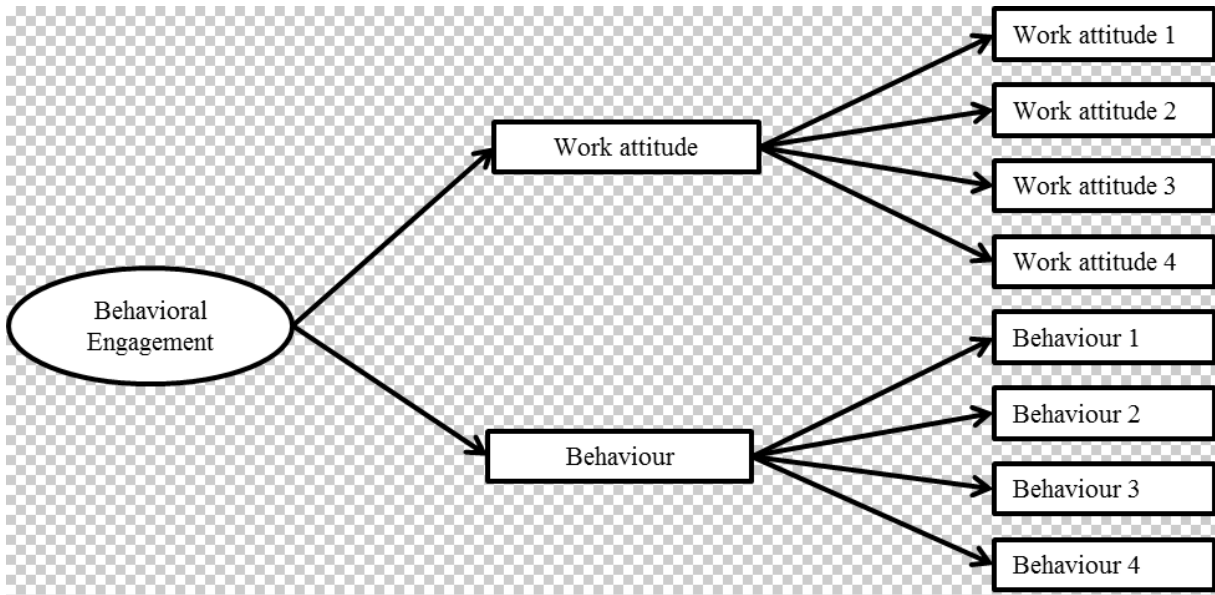 Work attitude 1
Work attitude 2
Work attitude
Work attitude 3
Work attitude 4
Behavioral
Engagement
Behaviour 1
Behaviour 2
Behaviour
Behaviour 3
Behaviour 4